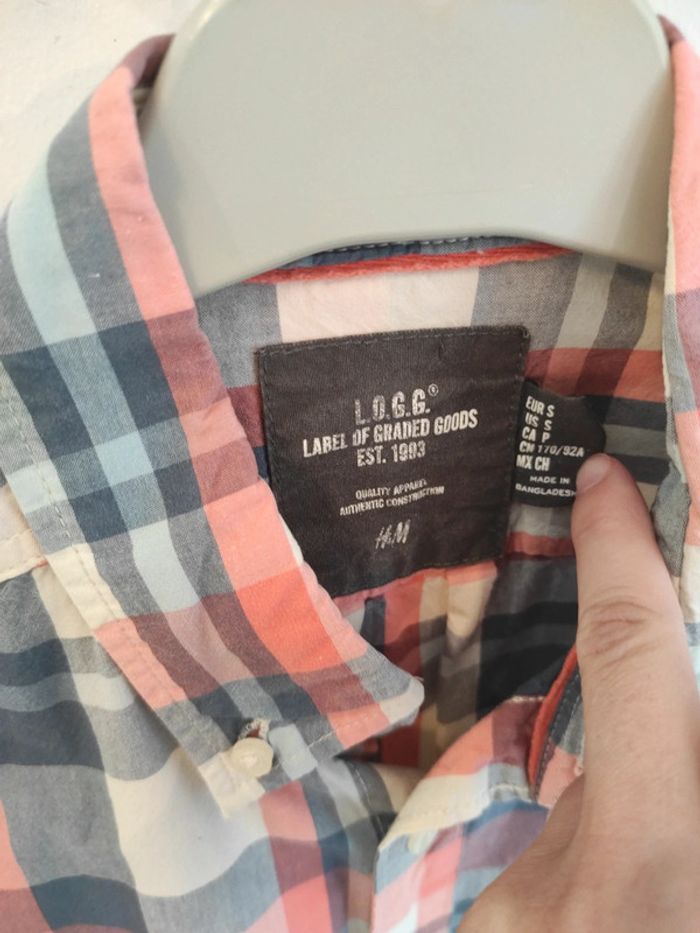 L.O.G.G.®
LABEL OF GRADED GOODS
EST. 1993
QUALITY APPAREL
AUTHENTIC CONSTRUCTION
H&M
EUR S
US S
CA P
CN 170/92A
MX CH
MADE IN
BANGLADESH